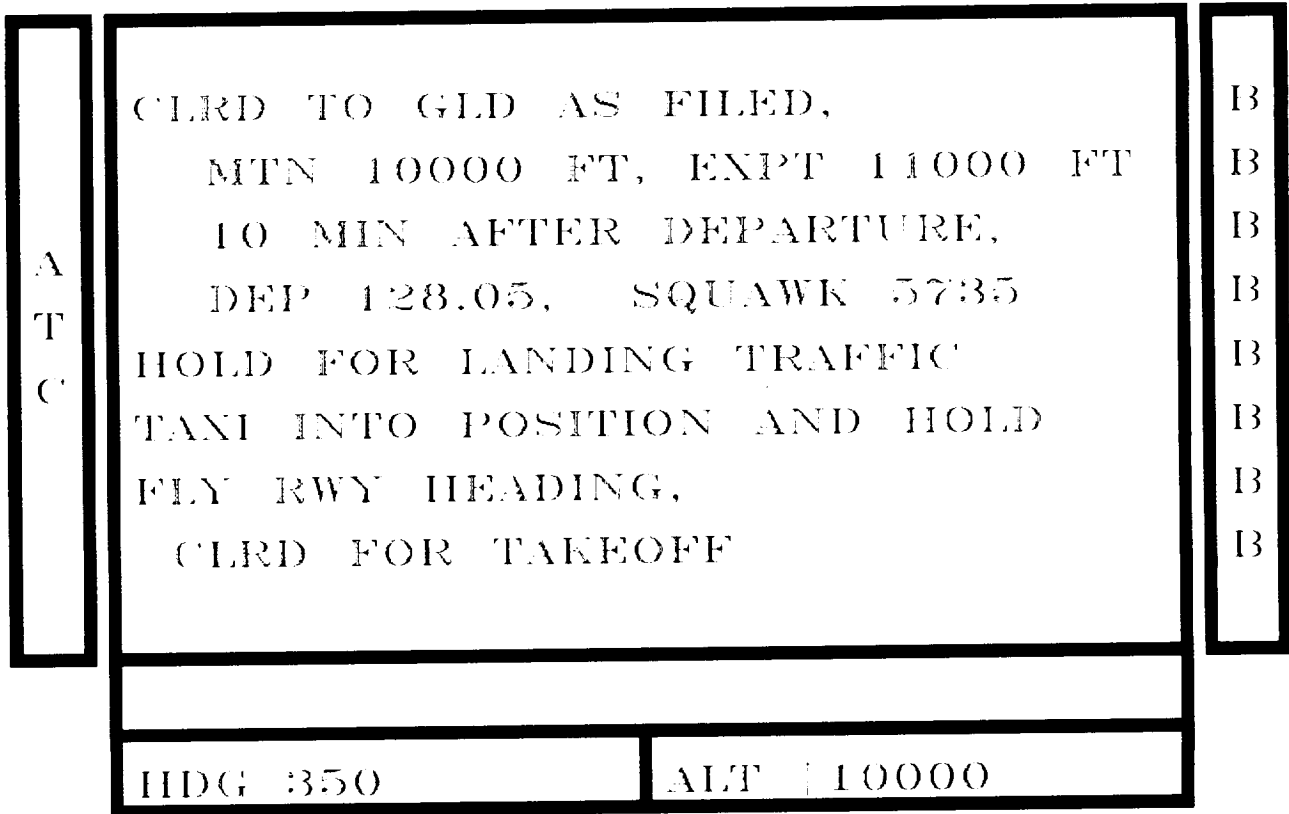 A
T
C
CLRD TO GLD AS FILED,
MTN 10000 FT, EXPT 11000 FT
10 MIN AFTER DEPARTURE,
DEP 128.05, SQUAWK 5735
HOLD FOR LANDING TRAFFIC
TAXI INTO POSITION AND HOLD
FLY RWY HEADING,
CLRD FOR TAKEOFF
HDG 350
ALT 10000
B
B
B
B
B
B
B
B